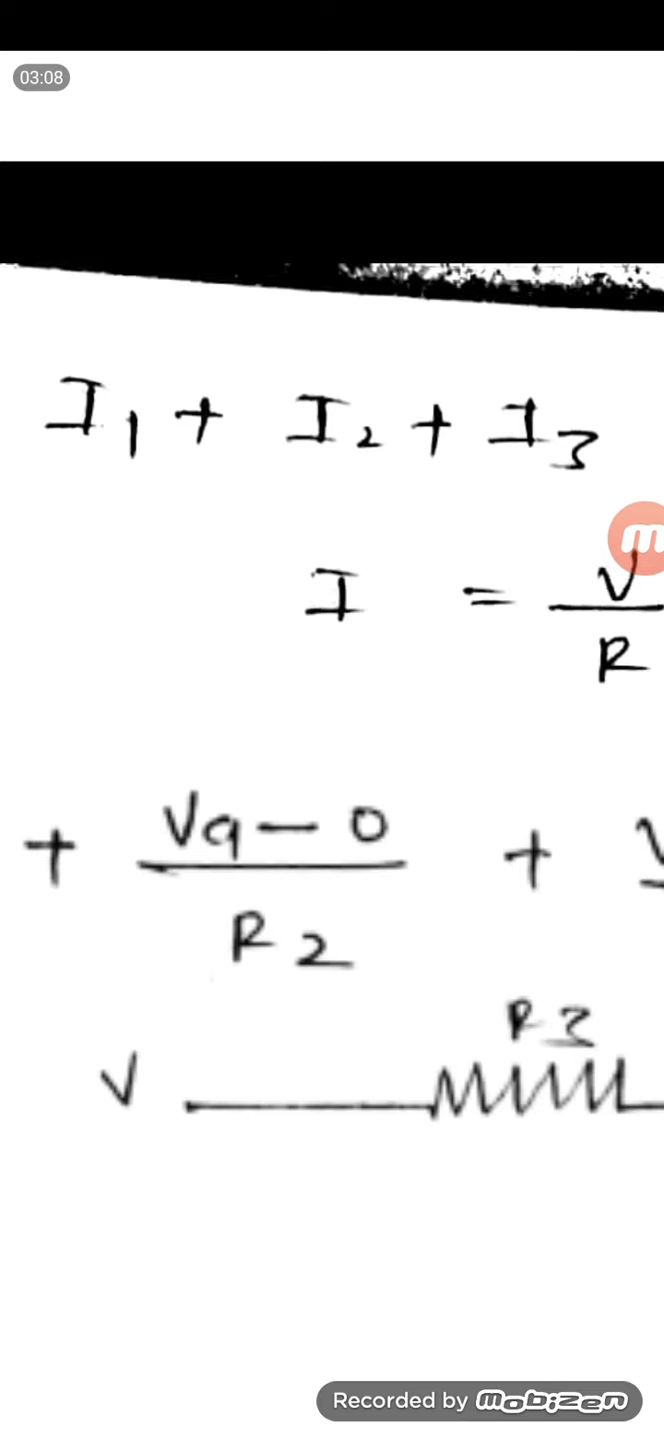 03:08
I1 + I2 + I3
I = V/R
+ Va - 0 / R2 +
R3
V
Recorded by mobizen